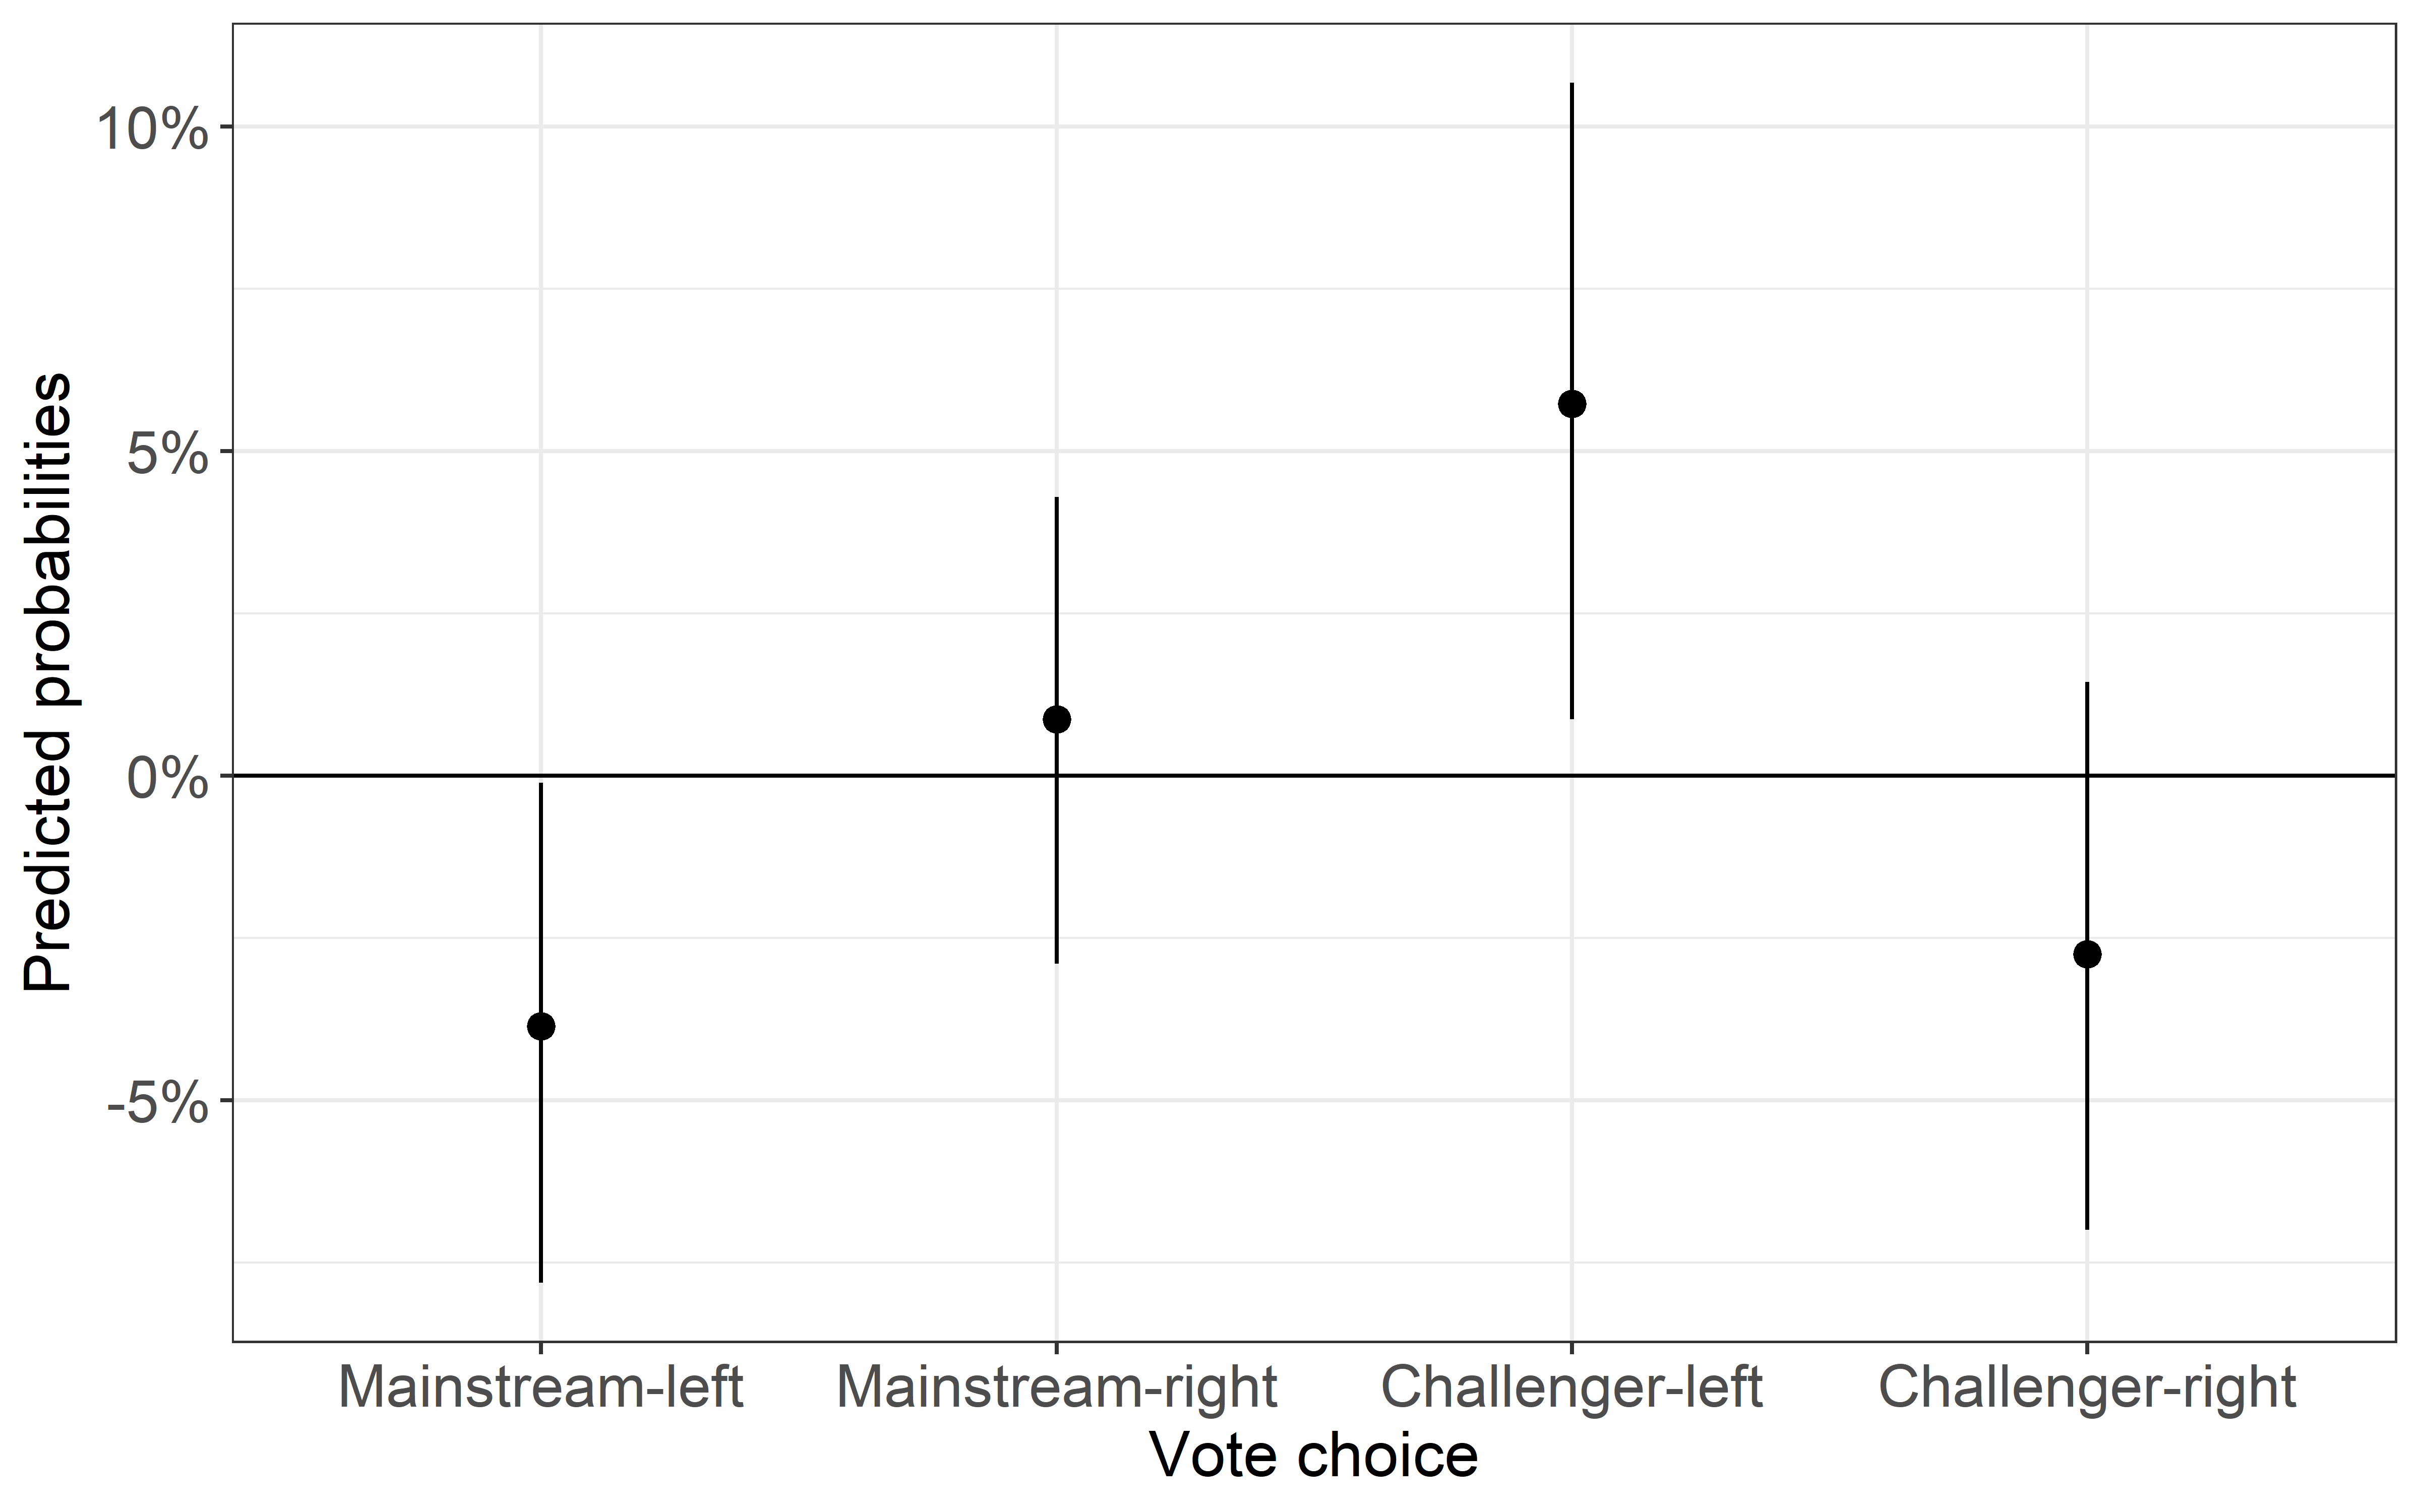 Predicted probabilities
10%
5%
0%
-5%
Mainstream-left
Mainstream-right
Challenger-left
Challenger-right
Vote choice